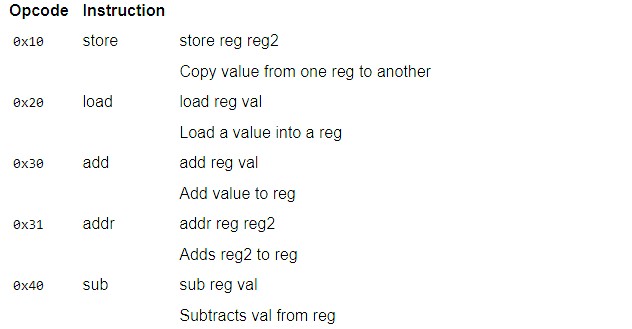 Opcode Instruction
0x10 store store reg reg2
Copy value from one reg to another
0x20 load load reg val
Load a value into a reg
0x30 add add reg val
Add value to reg
0x31 addr addr reg reg2
Adds reg2 to reg
0x40 sub sub reg val
Subtracts val from reg